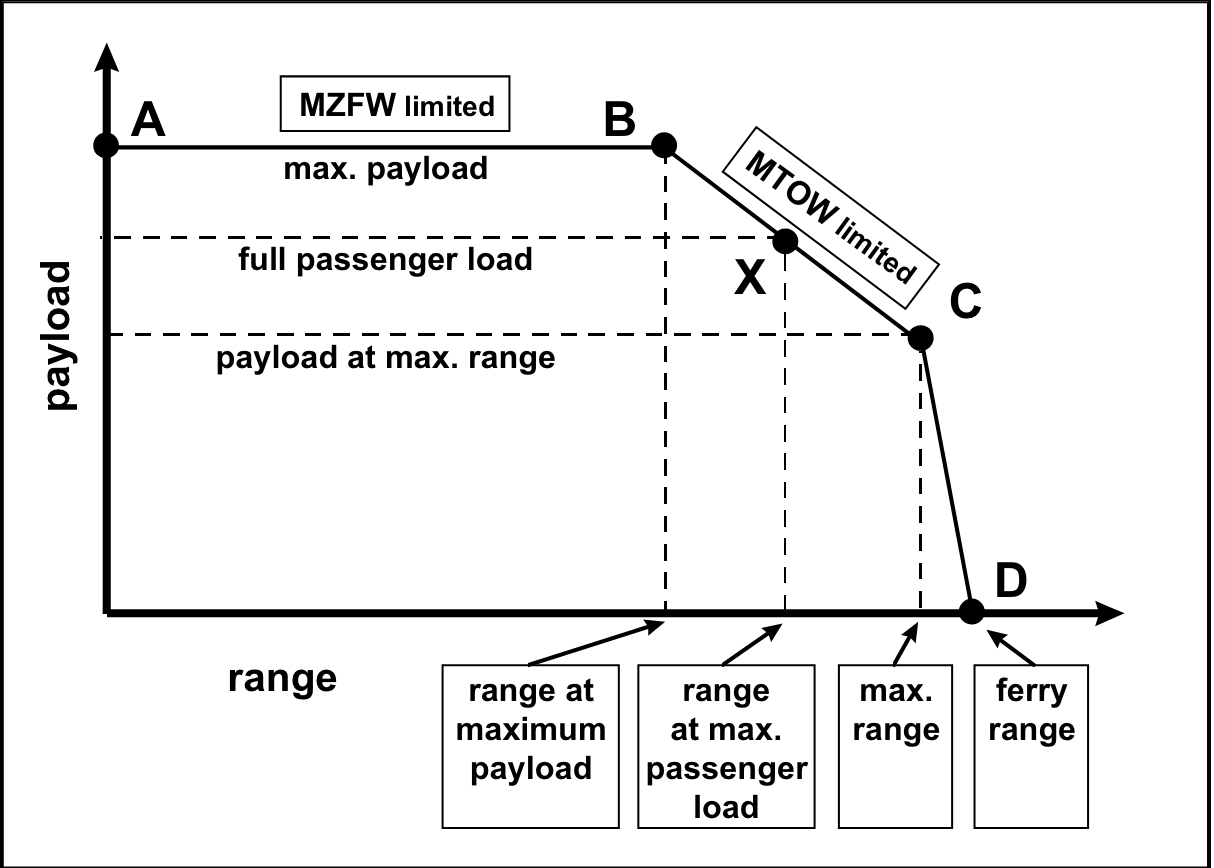 MZFW limited
A
B
max. payload
MTOW limited
full passenger load
X
C
payload
payload at max. range
D
range
range at
maximum
payload
range
at max.
passenger
load
max.
range
ferry
range